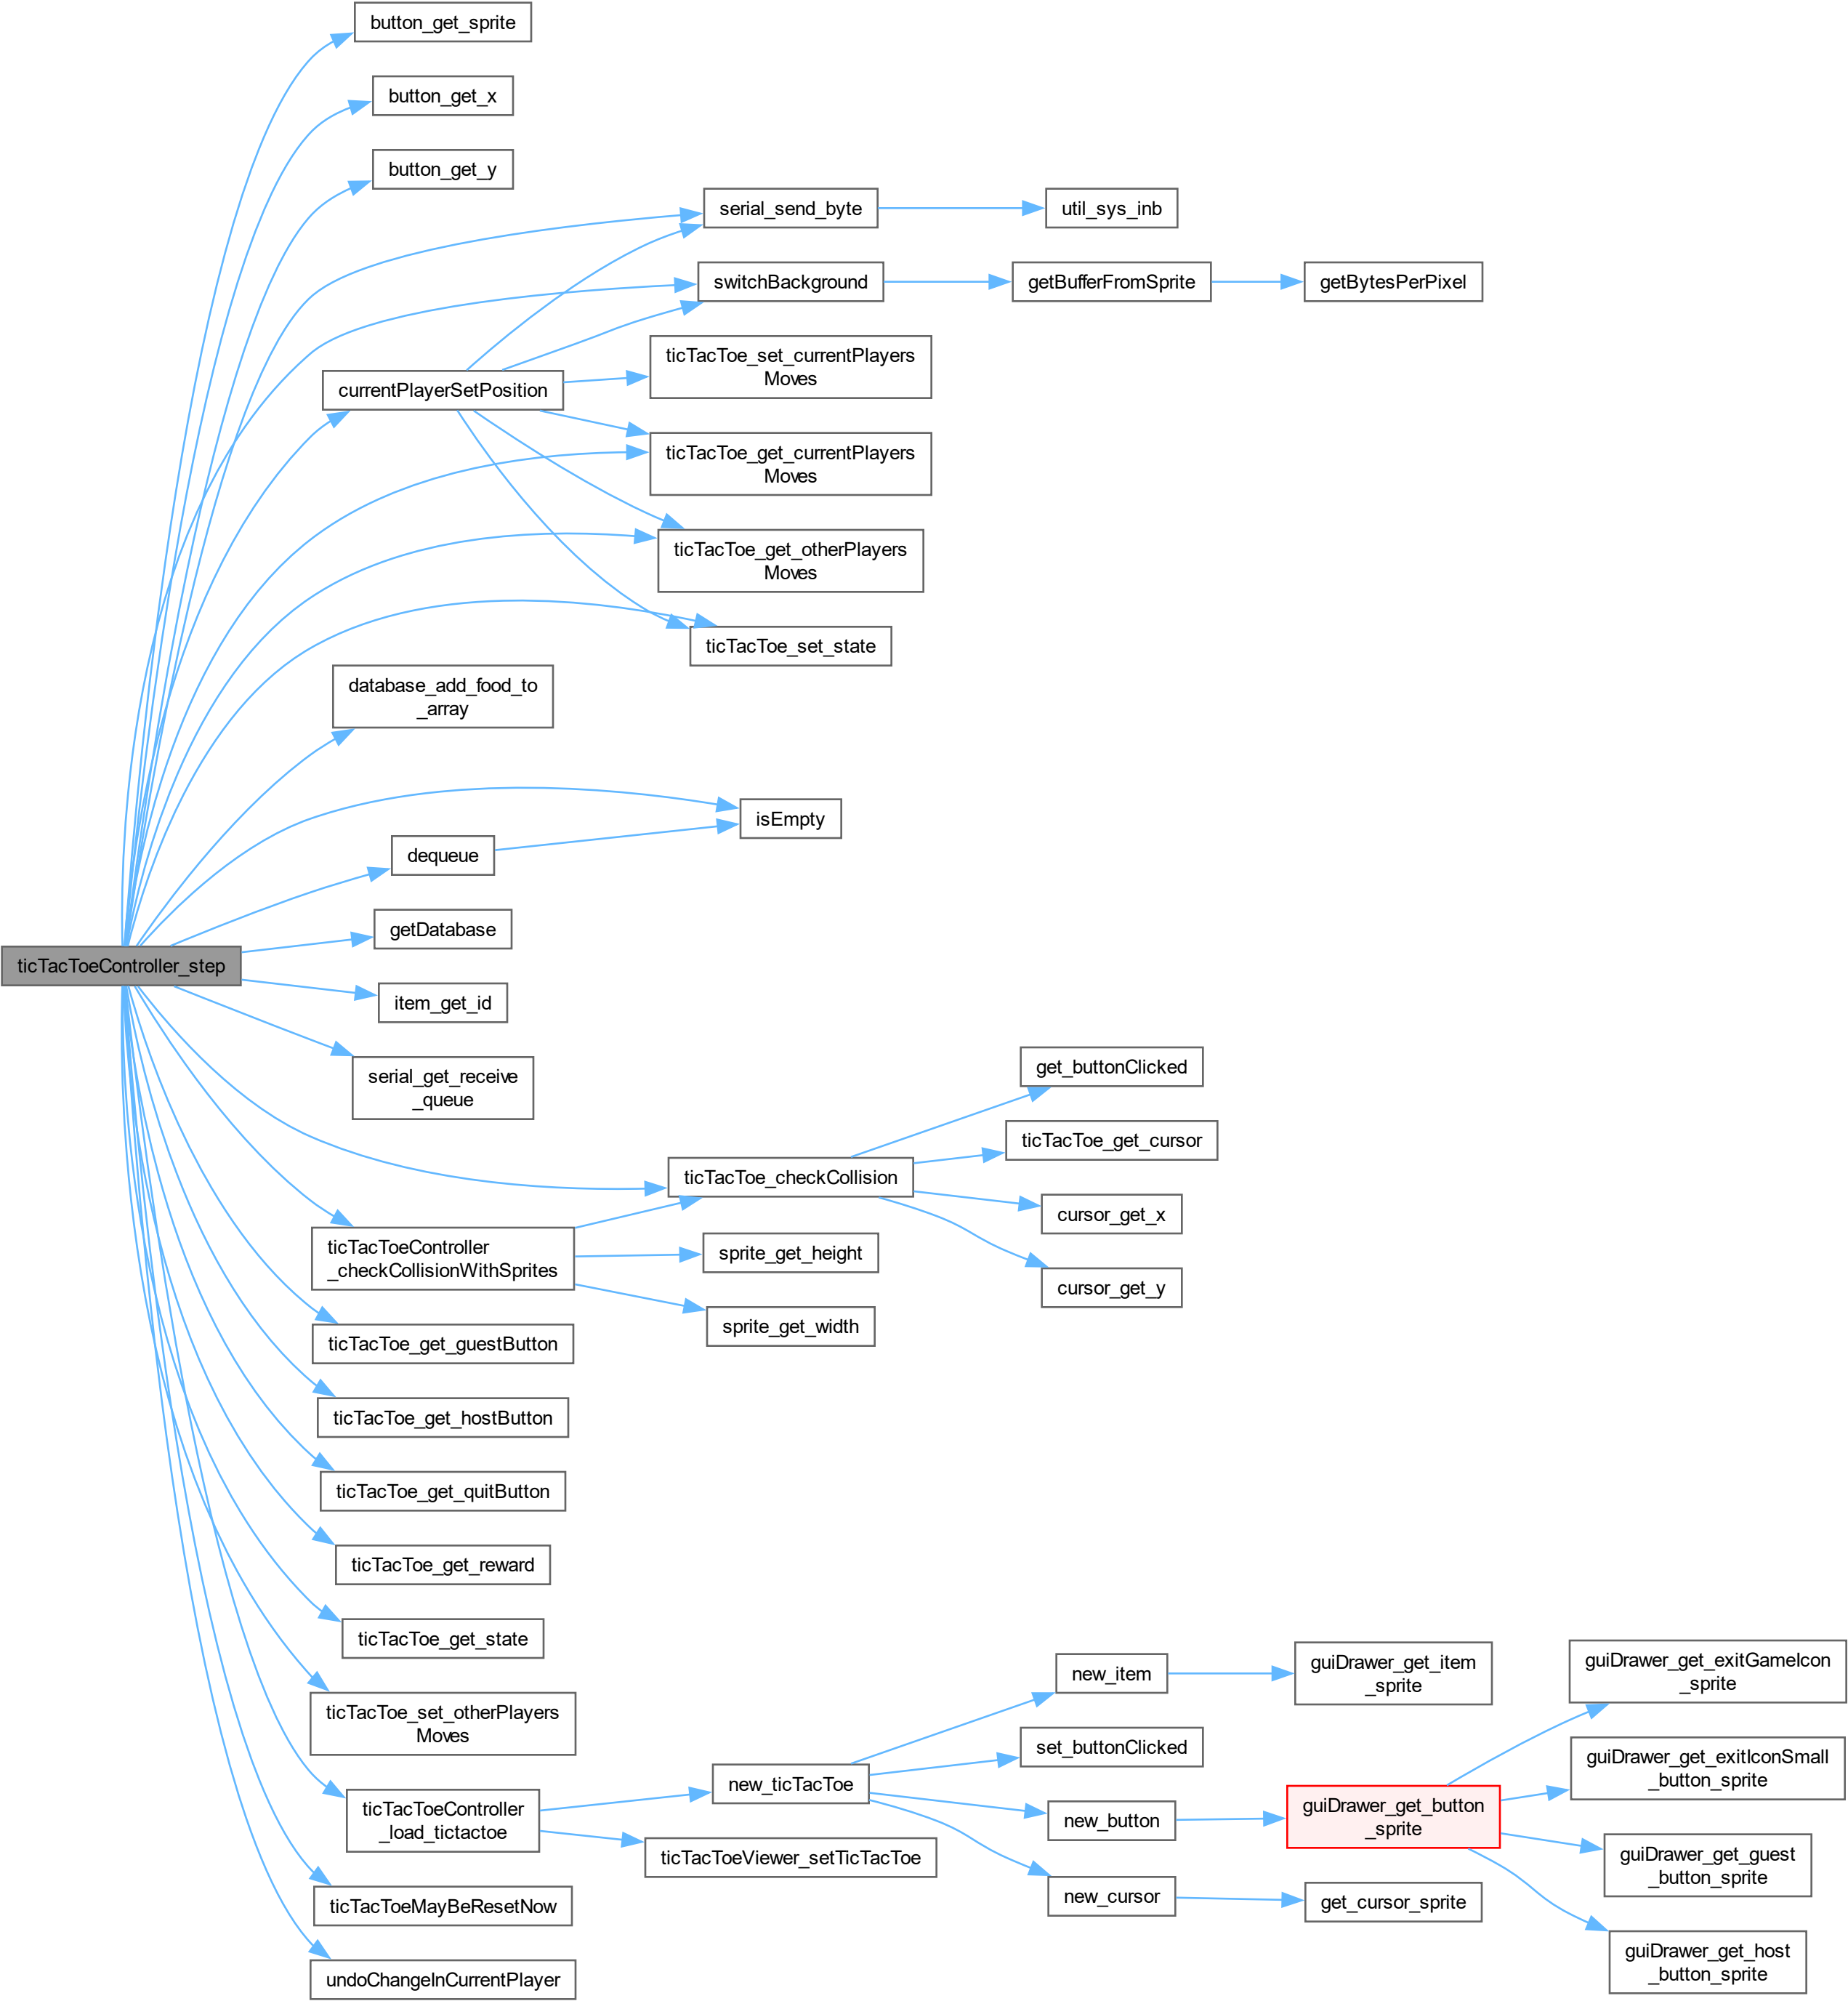 button_get_sprite
button_get_x
button_get_y
serial_send_byte
util_sys_inb
switchBackground
getBufferFromSprite
getBytesPerPixel
ticTacToe_set_currentPlayers
Moves
currentPlayerSetPosition
ticTacToe_get_currentPlayers
Moves
ticTacToe_get_otherPlayers
Moves
ticTacToe_set_state
database_add_food_to
_array
isEmpty
dequeue
getDatabase
ticTacToeController_step
item_get_id
serial_get_receive
_queue
get_buttonClicked
ticTacToe_get_cursor
ticTacToe_checkCollision
cursor_get_x
ticTacToeController
_checkCollisionWithSprites
sprite_get_height
cursor_get_y
sprite_get_width
ticTacToe_get_guestButton
ticTacToe_get_hostButton
ticTacToe_get_quitButton
ticTacToe_get_reward
ticTacToe_get_state
new_item
guiDrawer_get_item
_sprite
guiDrawer_get_exitGameIcon
_sprite
ticTacToe_set_otherPlayers
Moves
set_buttonClicked
guiDrawer_get_exitIconSmall
_button_sprite
new_ticTacToe
ticTacToeController
_load_tictactoe
new_button
guiDrawer_get_button
_sprite
ticTacToeViewer_setTicTacToe
guiDrawer_get_guest
_button_sprite
new_cursor
get_cursor_sprite
ticTacToeMayBeResetNow
guiDrawer_get_host
_button_sprite
undoChangeInCurrentPlayer